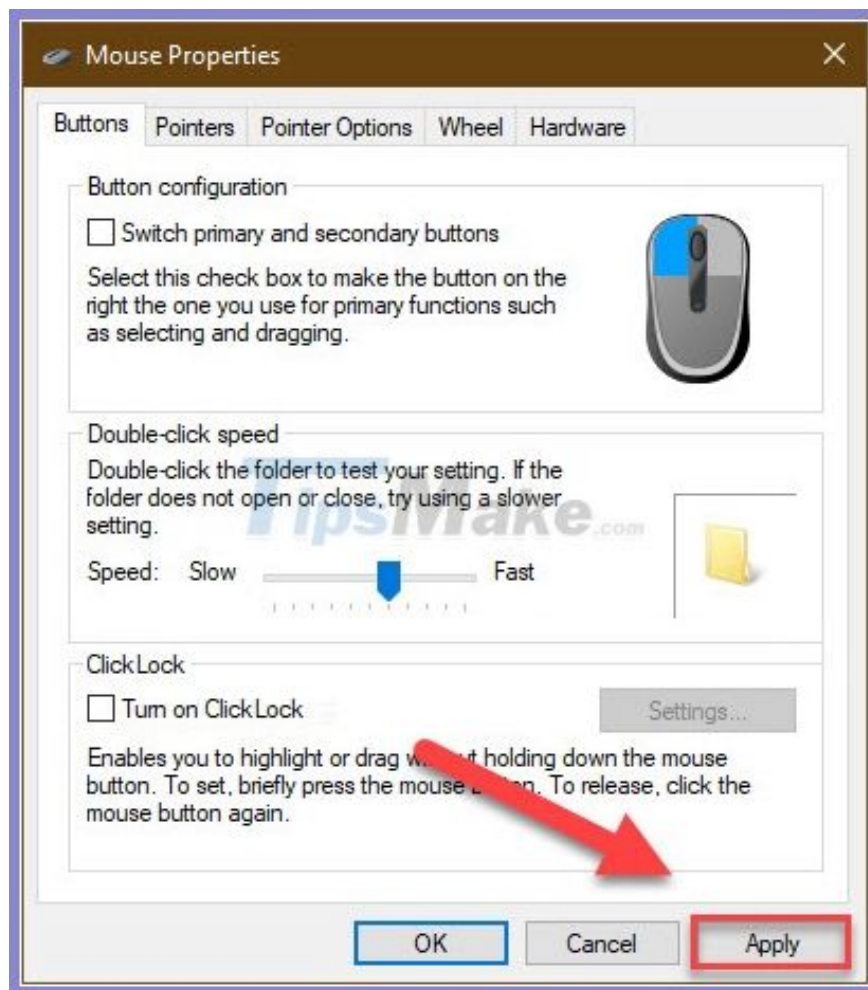 Mouse Properties
Buttons Pointers Pointer Options Wheel Hardware
Button configuration
Switch primary and secondary buttons
Select this check box to make the button on the
right the one you use for primary functions such
as selecting and dragging.
Double-click speed
Double-click the folder to test your setting. If the
folder does not open or close, try using a slower
setting.
TipsMake.com
Speed: Slow Fast
ClickLock
Turn on ClickLock
Settings...
Enables you to highlight or drag holding down the mouse
button. To set, briefly press the mouse To release, click the
mouse button again.
OK Cancel Apply